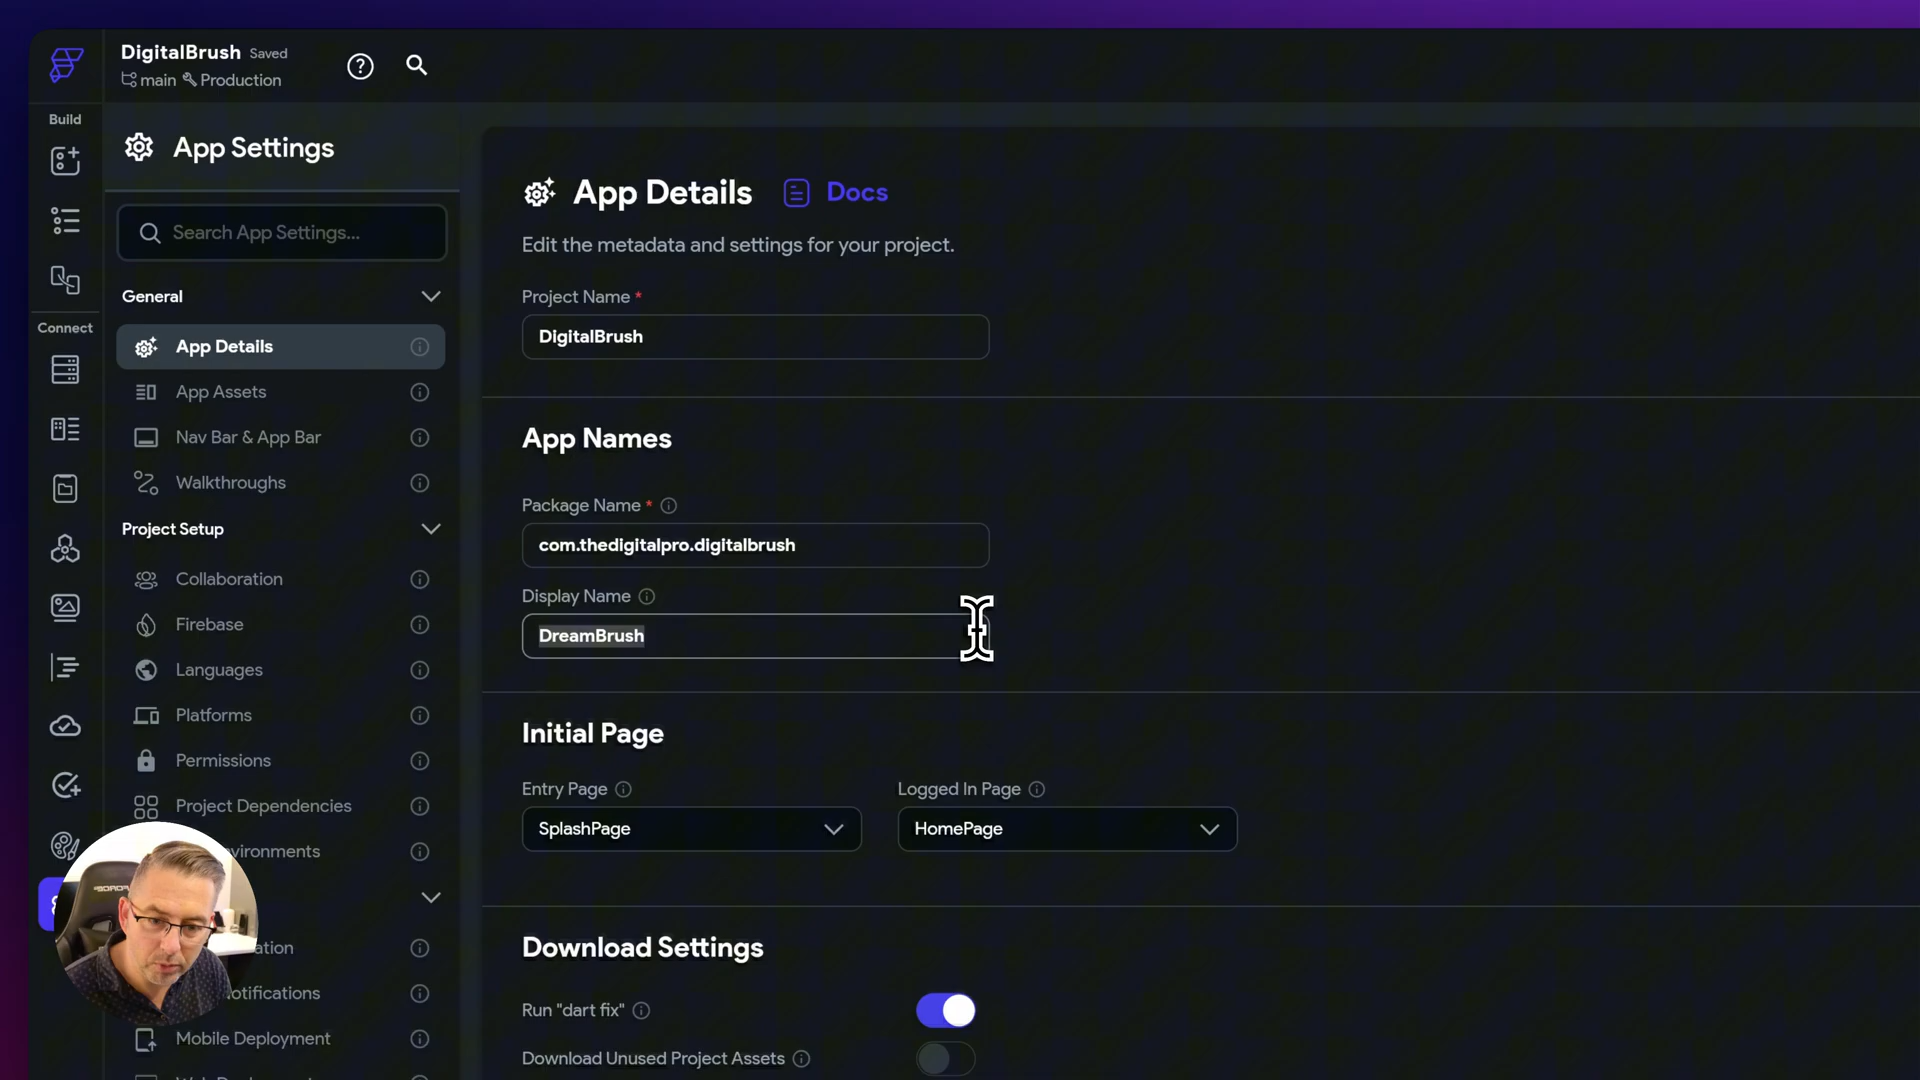 DigitalBrush Saved
main Production
Build
App Settings
Search App Settings...
General
App Details
App Assets
Nav Bar & App Bar
Walkthroughs
Connect
Project Setup
Collaboration
Firebase
Languages
Platforms
Permissions
Project Dependencies
Mobile Deployment
App Details Docs
Edit the metadata and settings for your project.
Project Name *
DigitalBrush
App Names
Package Name *
com.thedigitalpro.digitalbrush
Display Name
DreamBrush
Initial Page
Entry Page Logged In Page
SplashPage HomePage
Download Settings
Run "dart fix"
Download Unused Project Assets